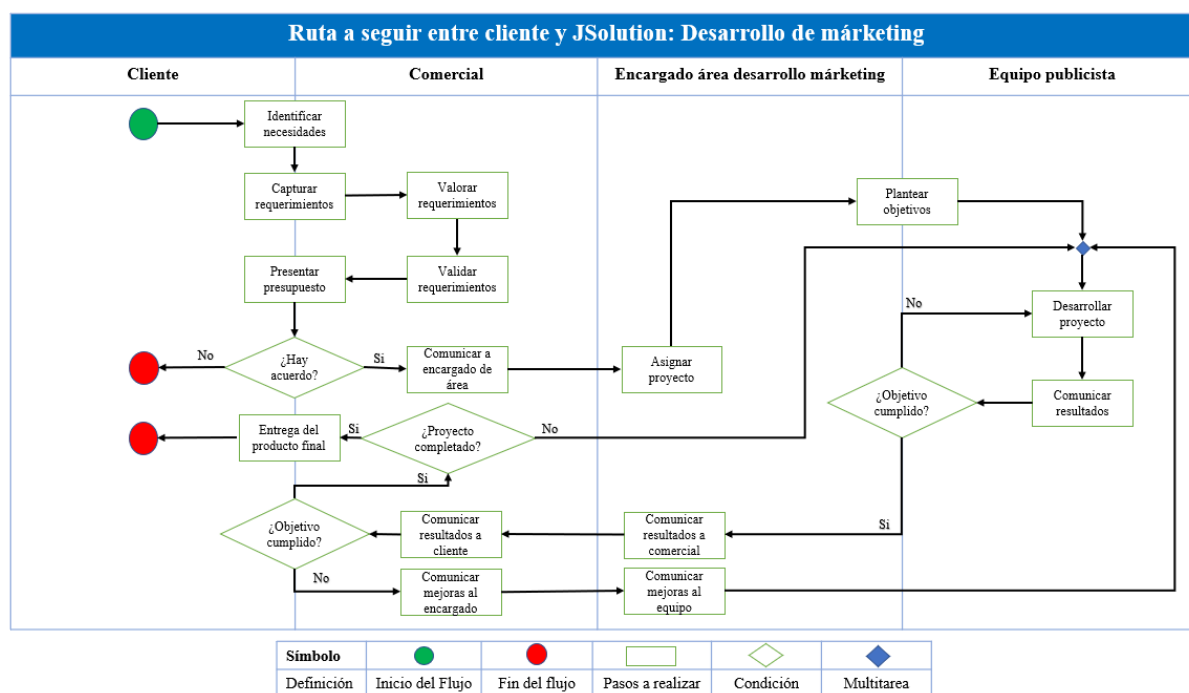 Ruta a seguir entre cliente y JSolution: Desarrollo de márketing
Cliente
Comercial
Encargado área desarrollo márketing
Equipo publicista
Identificar
necesidades
Capturar
requerimientos
Valorar
requerimientos
Plantear
objetivos
Presentar
presupuesto
Validar
requerimientos
No
Desarrollar
proyecto
No
¿Hay
acuerdo?
Si
Comunicar a
encargado de
área
Asignar
proyecto
¿Objetivo
cumplido?
Comunicar
resultados
Entrega del
producto final
Si
¿Proyecto
completado?
No
Si
¿Objetivo
cumplido?
Comunicar
resultados a
cliente
Comunicar
resultados a
comercial
Si
No
Comunicar
mejoras al
encargado
Comunicar
mejoras al
equipo
Símbolo
Definición
Inicio del Flujo
Fin del flujo
Pasos a realizar
Condición
Multitarea